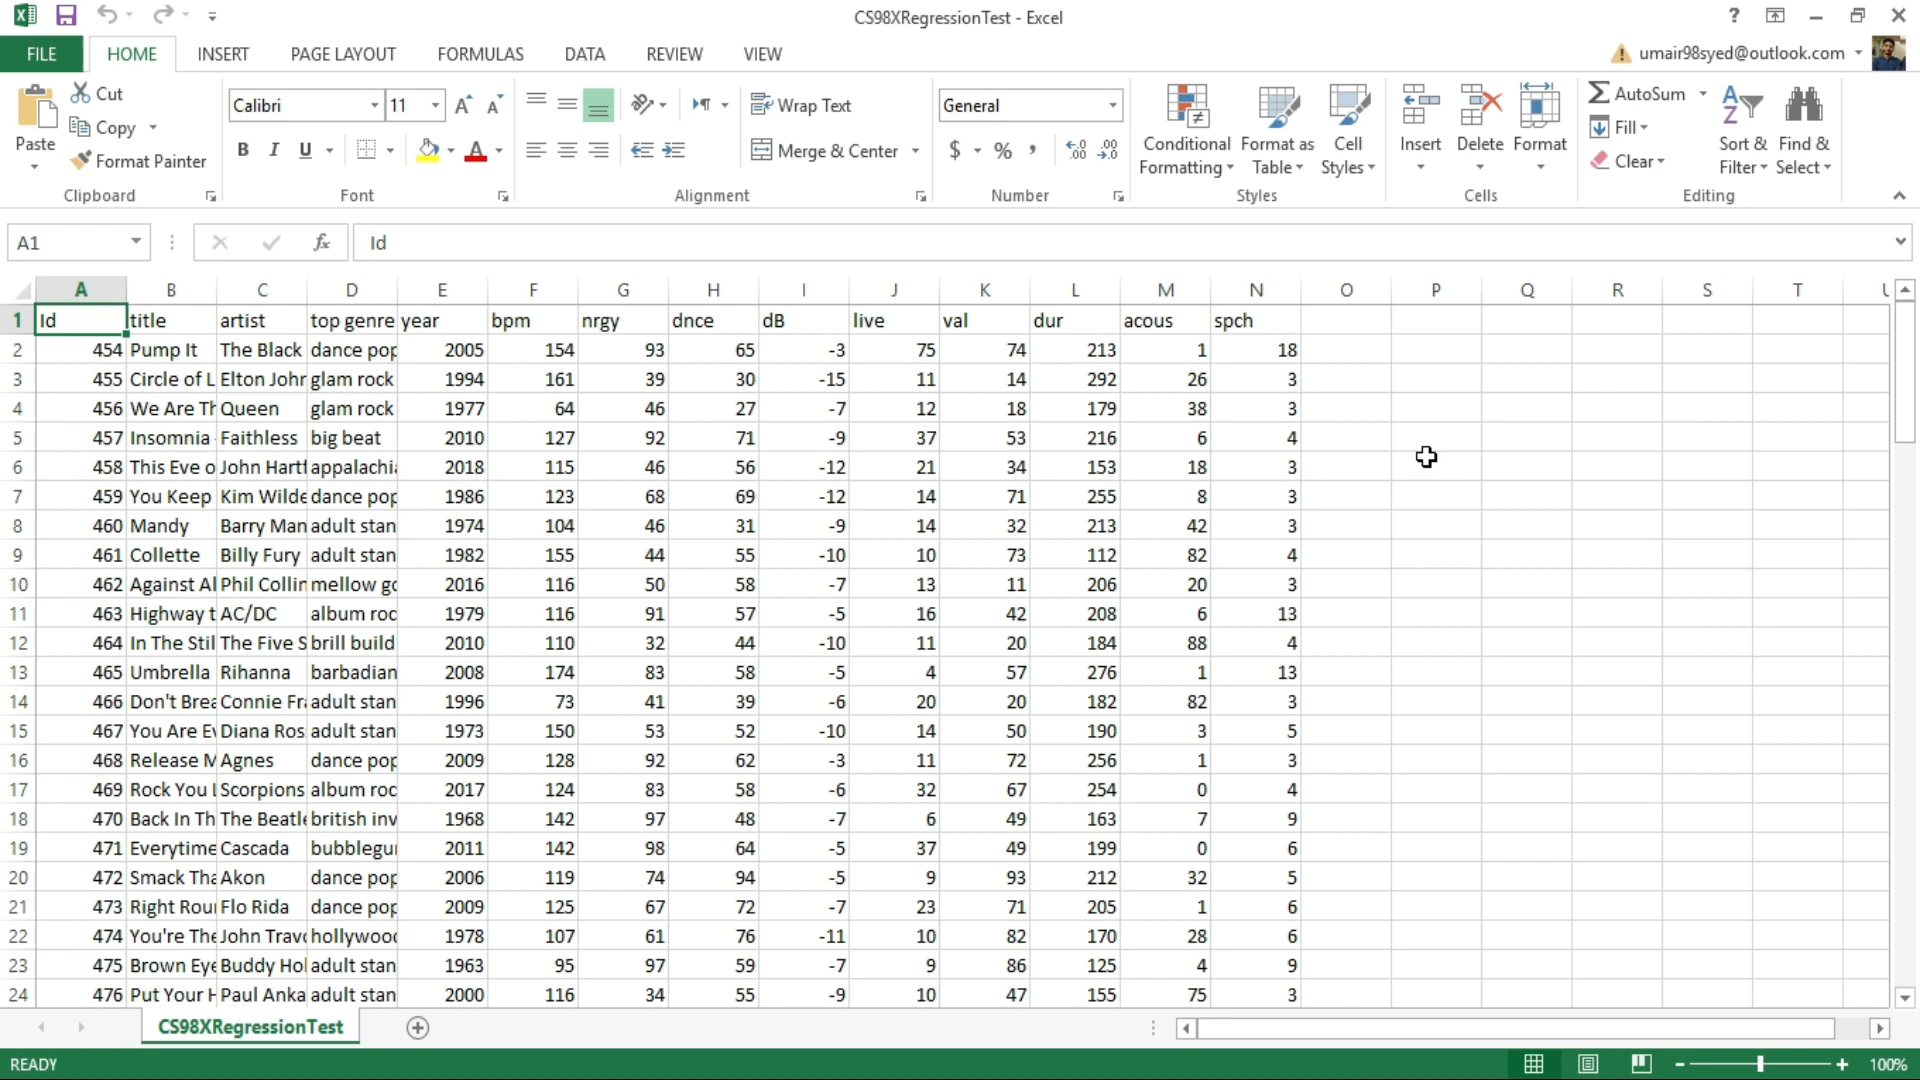 CS98XRegressionTest - Excel
FILE HOME INSERT PAGE LAYOUT FORMULAS DATA REVIEW VIEW umair98syed@outlook.com
Paste Cut Copy Format Painter Clipboard
Calibri 11 B I U A Font
Wrap Text Merge & Center Alignment
General $ % , Number
Conditional Formatting Format as Table Cell Styles Styles
Insert Delete Format Cells
AutoSum Fill Clear Sort & Filter Find & Select Editing
A1 fx Id
A B C D E F G H I J K L M N O P Q R S T
1 Id title artist top genre year bpm nrgy dnce dB live val dur acous spch
2 454 Pump It The Black dance pop 2005 154 93 65 -3 75 74 213 1 18
3 455 Circle of L Elton John glam rock 1994 161 39 30 -15 11 14 292 26 3
4 456 We Are Th Queen glam rock 1977 64 46 27 -7 12 18 179 38 3
5 457 Insomnia Faithless big beat 2010 127 92 71 -9 37 53 216 6 4
6 458 This Eve o John Hartf appalachia 2018 115 46 56 -12 21 34 153 18 3
7 459 You Keep Kim Wilde dance pop 1986 123 68 69 -12 14 71 255 8 3
8 460 Mandy Barry Man adult stan 1974 104 46 31 -9 14 32 213 42 3
9 461 Collette Billy Fury adult stan 1982 155 44 55 -10 10 73 112 82 4
10 462 Against Al Phil Collin mellow go 2016 116 50 58 -7 13 11 206 20 3
11 463 Highway t AC/DC album roc 1979 116 91 57 -5 16 42 208 6 13
12 464 In The Stil The Five S brill build 2010 110 32 44 -10 11 20 184 88 4
13 465 Umbrella Rihanna barbadian 2008 174 83 58 -5 4 57 276 1 13
14 466 Don't Brea Connie Fra adult stan 1996 73 41 39 -6 20 20 182 82 3
15 467 You Are Ev Diana Ros adult stan 1973 150 53 52 -10 14 50 190 3 5
16 468 Release M Agnes dance pop 2009 128 92 62 -3 11 72 256 1 3
17 469 Rock You L Scorpions album roc 2017 124 83 58 -6 32 67 254 0 4
18 470 Back In Th The Beatle british inv 1968 142 97 48 -7 6 49 163 7 9
19 471 Everytime Cascada bubblegu 2011 142 98 64 -5 37 49 199 0 6
20 472 Smack Tha Akon dance pop 2006 119 74 94 -5 9 93 212 32 5
21 473 Right Roun Flo Rida dance pop 2009 125 67 72 -7 23 71 205 1 6
22 474 You're The John Travo hollywood 1978 107 61 76 -11 10 82 170 28 6
23 475 Brown Eye Buddy Hol adult stan 1963 95 97 59 -7 9 86 125 4 9
24 476 Put Your H Paul Anka adult stan 2000 116 34 55 -9 10 47 155 75 3
CS98XRegressionTest
READY 100%